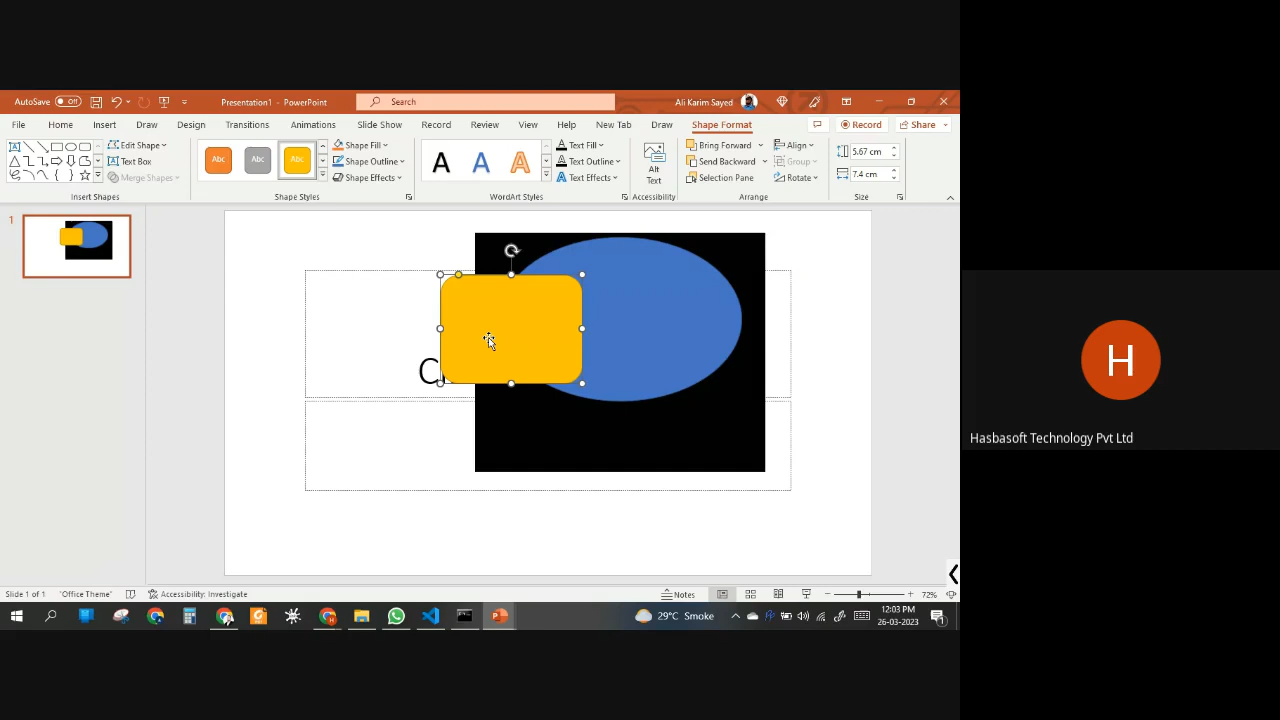 AutoSave Off Presentation1 - PowerPoint Search Ali Karim Sayed
File Home Insert Draw Design Transitions Animations Slide Show Record Review View Help New Tab Draw Shape Format Record Share
Edit Shape
Text Box
Merge Shapes
Insert Shapes
Abc Abc Abc
Shape Fill
Shape Outline
Shape Effects
Shape Styles
A A A
Text Fill
Text Outline
Text Effects
WordArt Styles
Alt
Text
Accessibility
Bring Forward
Send Backward
Selection Pane
Align
Group
Rotate
Arrange
5.67 cm
7.4 cm
Size
1
H
Hasbasoft Technology Pvt Ltd
Slide 1 of 1 'Office Theme' Accessibility: Investigate Notes 72%
29°C Smoke 12:03 PM
26-03-2023